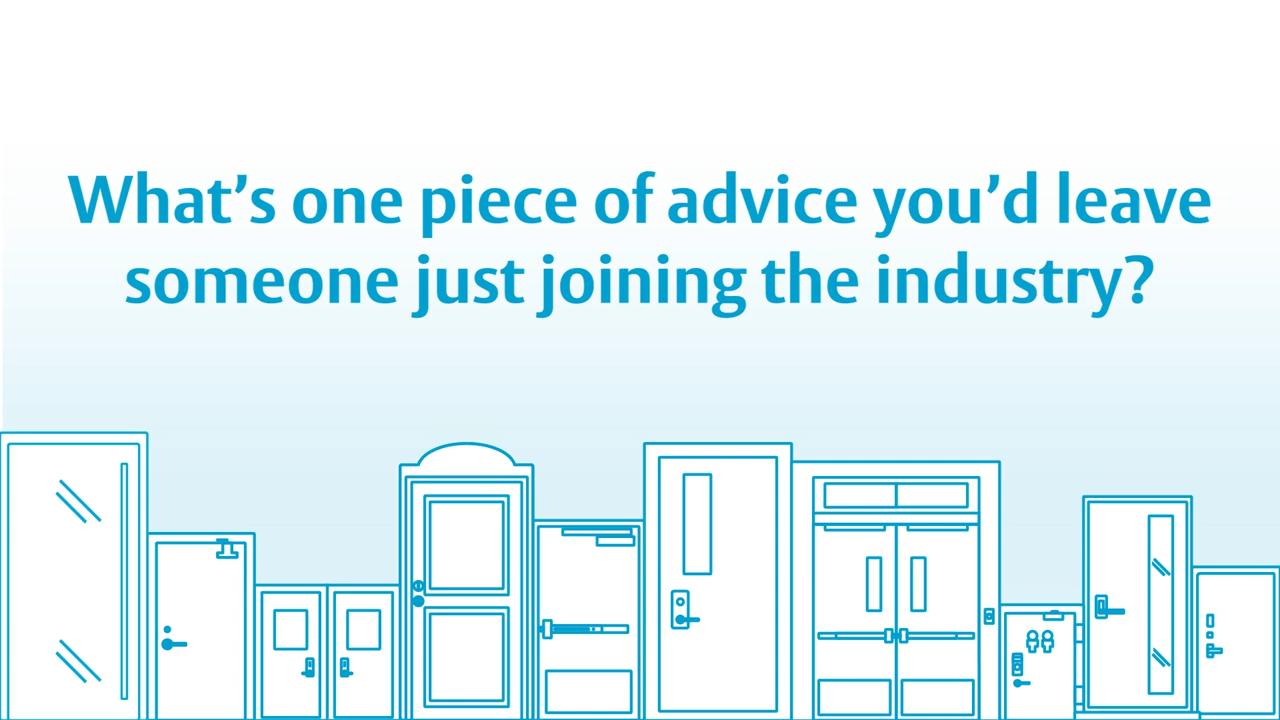 What’s one piece of advice you’d leave
someone just joining the industry?